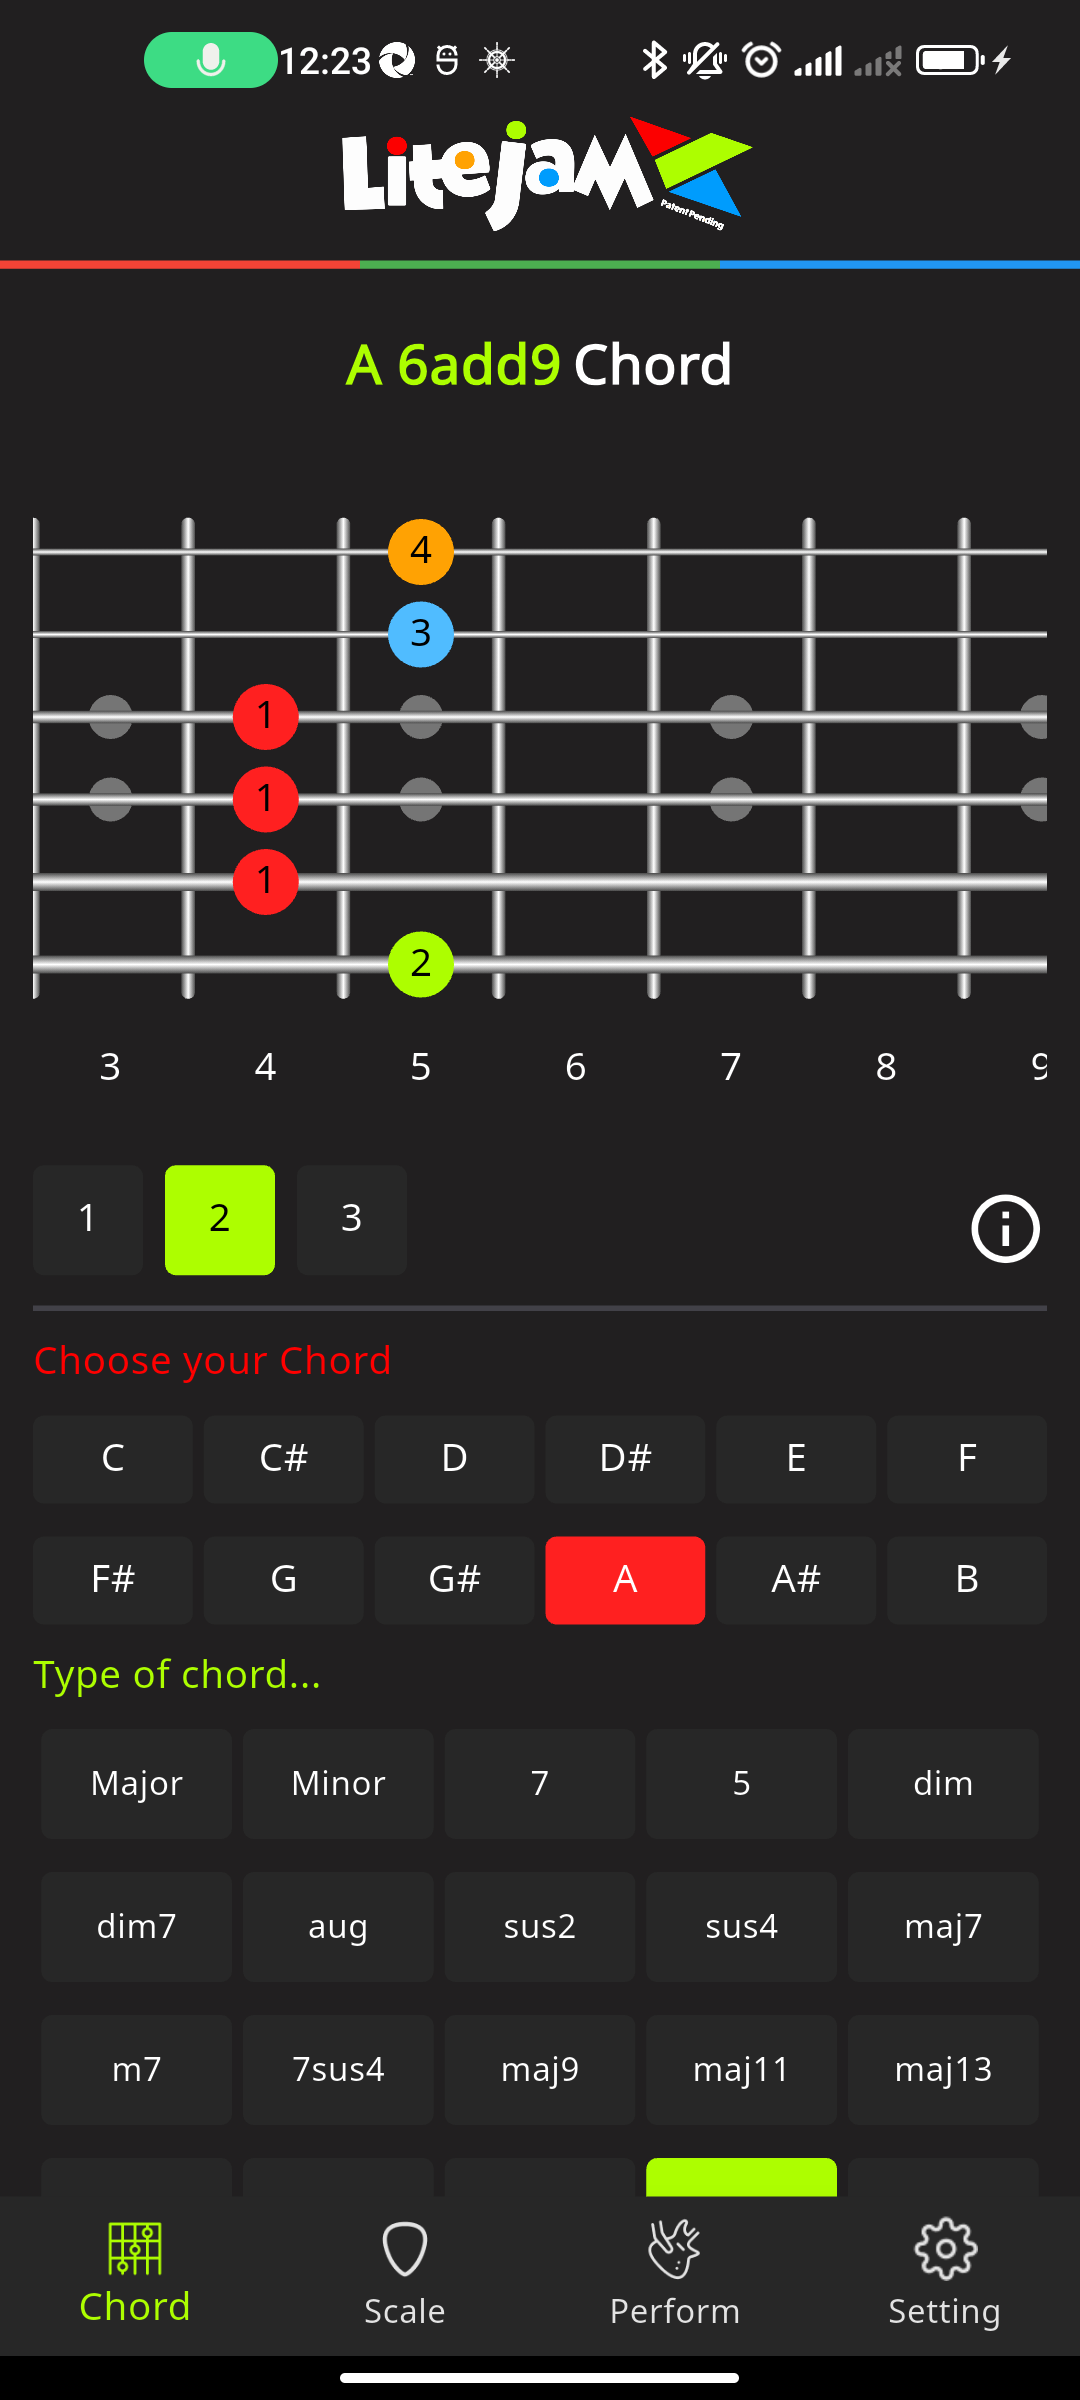 12:23
Litejam
Patent Pending
A 6add9 Chord
4
3
1
1
1
2
3 4 5 6 7 8 9
1 2 3
Choose your Chord
C C# D D# E F
F# G G# A A# B
Type of chord...
Major Minor 7 5 dim
dim7 aug sus2 sus4 maj7
m7 7sus4 maj9 maj11 maj13
Chord Scale Perform Setting